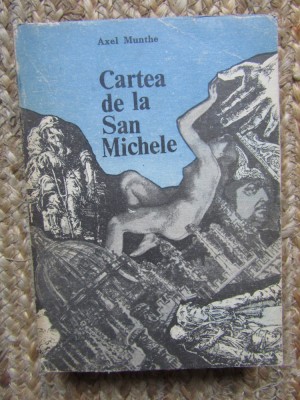 Axel Munthe
Cartea
de la
San
Michele